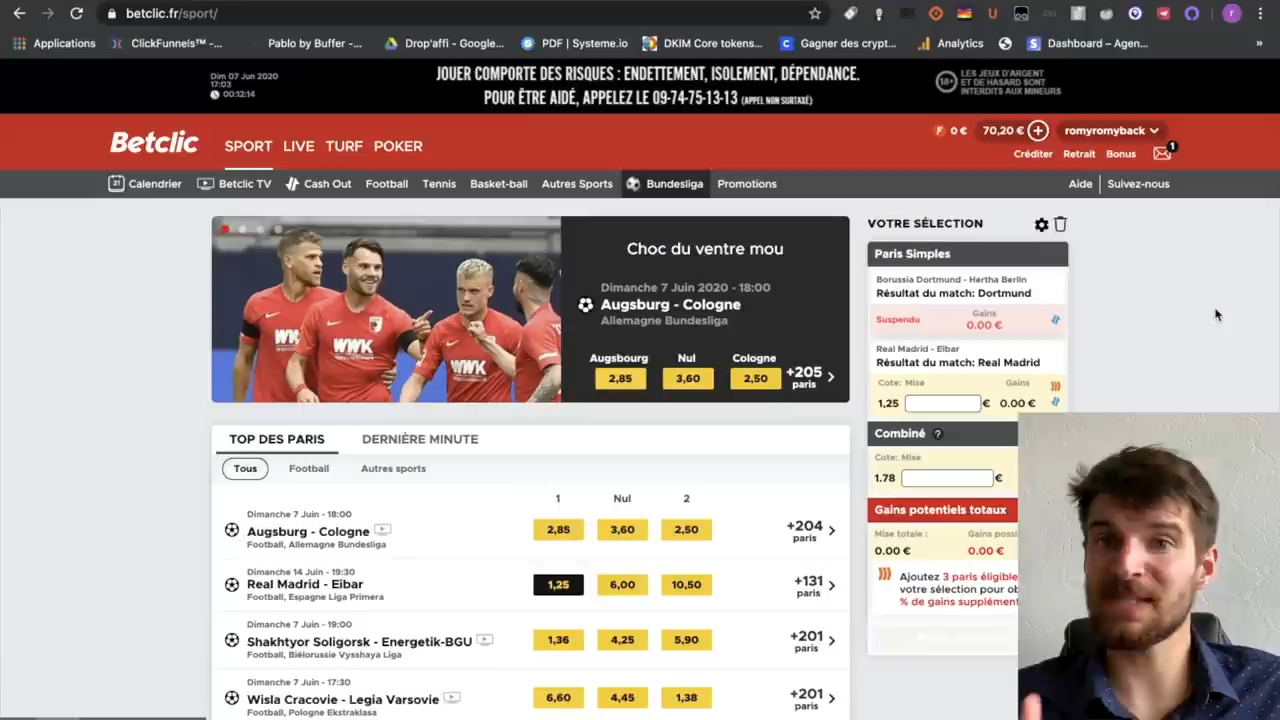 betclic.fr/sport/
Applications
ClickFunnels™ -...
Pablo by Buffer -...
Drop'affi - Google...
PDF | Systeme.io
DKIM Core tokens...
Gagner des crypt...
Analytics
Dashboard – Agen...
»
Dim 07 Jun 2020
17:03
00:12:14
JOUER COMPORTE DES RISQUES : ENDETTEMENT, ISOLEMENT, DÉPENDANCE.
POUR ÊTRE AIDÉ, APPELEZ LE 09-74-75-13-13 (APPEL NON SURTAXÉ)
18+
LES JEUX D'ARGENT
ET DE HASARD SONT
INTERDITS AUX MINEURS
Betclic
SPORT
LIVE
TURF
POKER
F 0 €
70,20 €
romyromyback
Créditer
Retrait
Bonus
1
Calendrier
Betclic TV
Cash Out
Football
Tennis
Basket-ball
Autres Sports
Bundesliga
Promotions
Aide
Suivez-nous
WWK
WWK
WWK
WWK
Choc du ventre mou
Dimanche 7 Juin 2020 - 18:00
Augsburg - Cologne
Allemagne Bundesliga
Augsbourg
Nul
Cologne
2,85
3,60
2,50
+205
paris
VOTRE SÉLECTION
Paris Simples
Borussia Dortmund - Hertha Berlin
Résultat du match: Dortmund
Suspendu
Gains
0.00 €
Real Madrid - Eibar
Résultat du match: Real Madrid
Cote: Mise
Gains
1,25
€
0.00 €
Combiné ?
Cote: Mise
1.78
€
Gains potentiels totaux
Mise totale :
Gains possi
0.00 €
0.00 €
Ajoutez 3 paris éligible
votre sélection pour ob
% de gains supplément
TOP DES PARIS
DERNIÈRE MINUTE
Tous
Football
Autres sports
1
Nul
2
Dimanche 7 Juin - 18:00
Augsburg - Cologne
Football, Allemagne Bundesliga
2,85
3,60
2,50
+204
paris
Dimanche 14 Juin - 19:30
Real Madrid - Eibar
Football, Espagne Liga Primera
1,25
6,00
10,50
+131
paris
Dimanche 7 Juin - 19:00
Shakhtyor Soligorsk - Energetik-BGU
Football, Biélorussie Vysshaya Liga
1,36
4,25
5,90
+201
paris
Dimanche 7 Juin - 17:30
Wisla Cracovie - Legia Varsovie
Football, Pologne Ekstraklasa
6,60
4,45
1,38
+201
paris